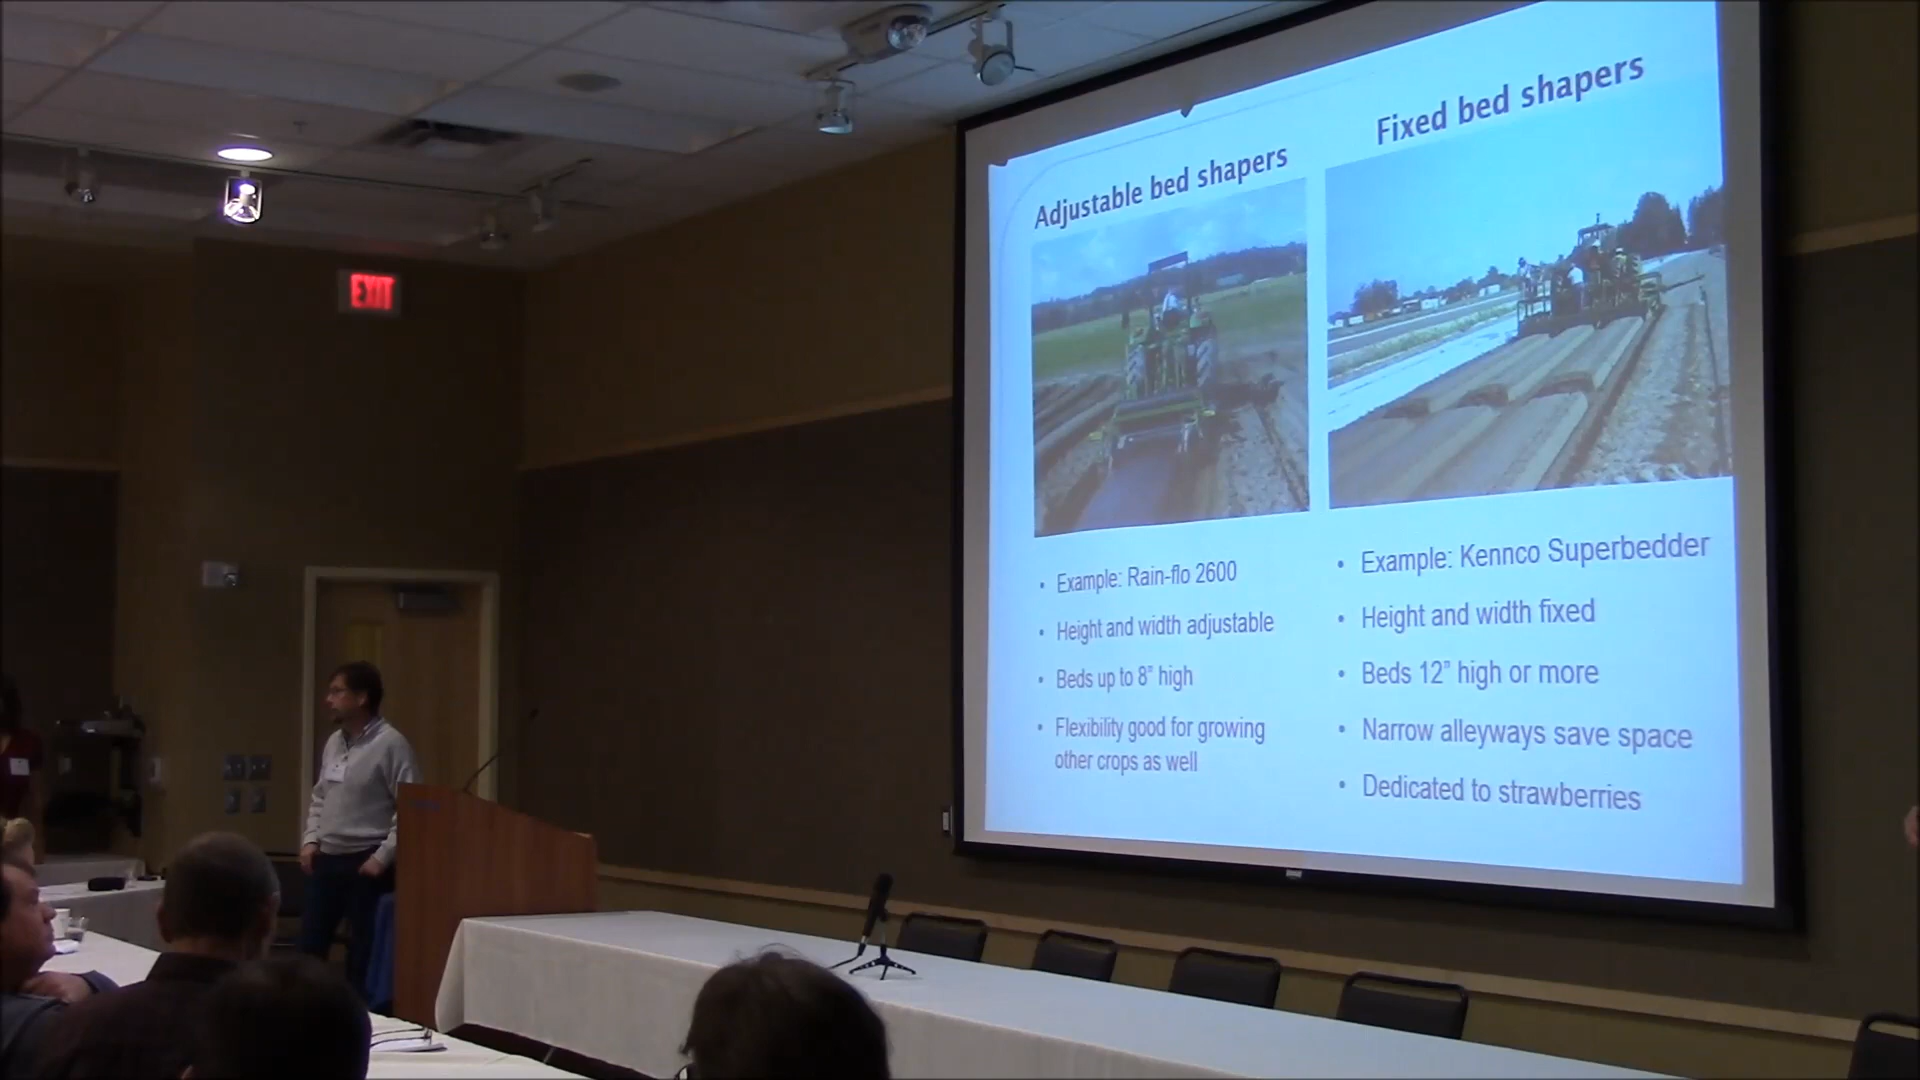 Adjustable bed shapers
Fixed bed shapers
• Example: Rain-flo 2600
• Height and width adjustable
• Beds up to 8" high
• Flexibility good for growing
other crops as well
• Example: Kennco Superbedder
• Height and width fixed
• Beds 12" high or more
• Narrow alleyways save space
• Dedicated to strawberries
EXIT